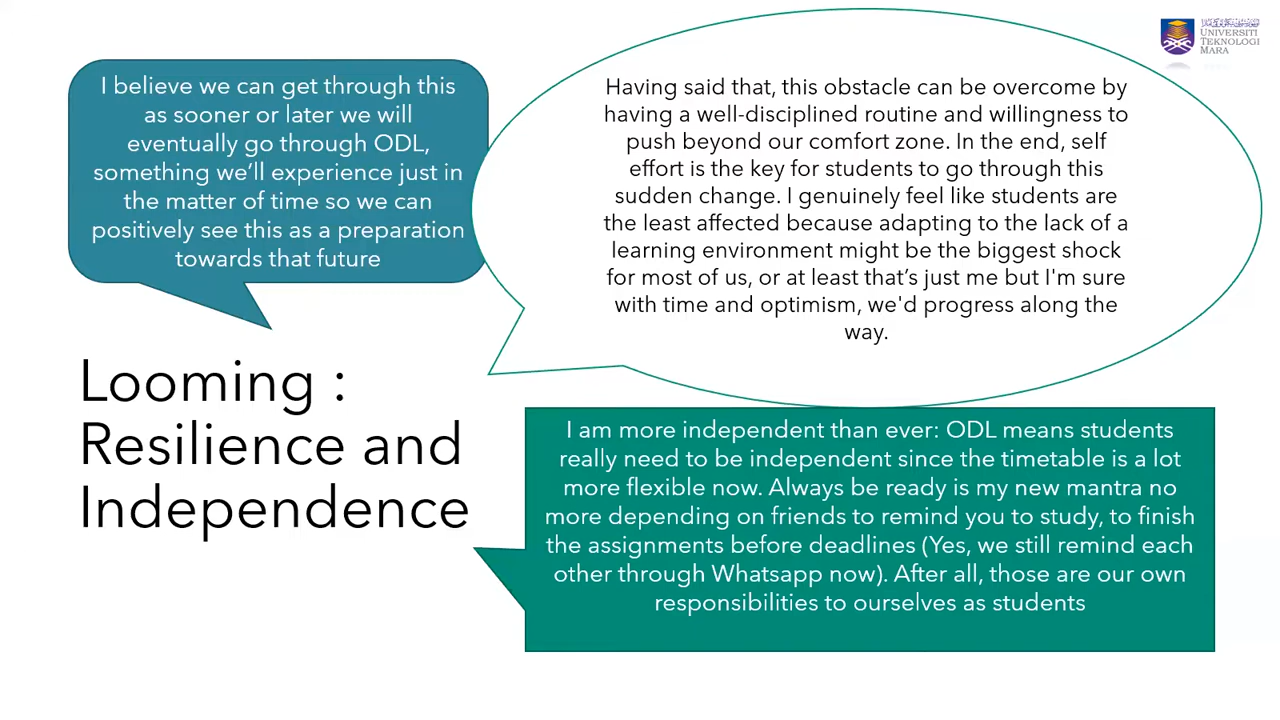 I believe we can get through this
as sooner or later we will
eventually go through ODL,
something we’ll experience just in
the matter of time so we can
positively see this as a preparation
towards that future
Having said that, this obstacle can be overcome by
having a well-disciplined routine and willingness to
push beyond our comfort zone. In the end, self
effort is the key for students to go through this
sudden change. I genuinely feel like students are
the least affected because adapting to the lack of a
learning environment might be the biggest shock
for most of us, or at least that’s just me but I'm sure
with time and optimism, we'd progress along the
way.
UNIVERSITI
TEKNOLOGI
MARA
Looming :
Resilience and
Independence
I am more independent than ever: ODL means students
really need to be independent since the timetable is a lot
more flexible now. Always be ready is my new mantra no
more depending on friends to remind you to study, to finish
the assignments before deadlines (Yes, we still remind each
other through Whatsapp now). After all, those are our own
responsibilities to ourselves as students